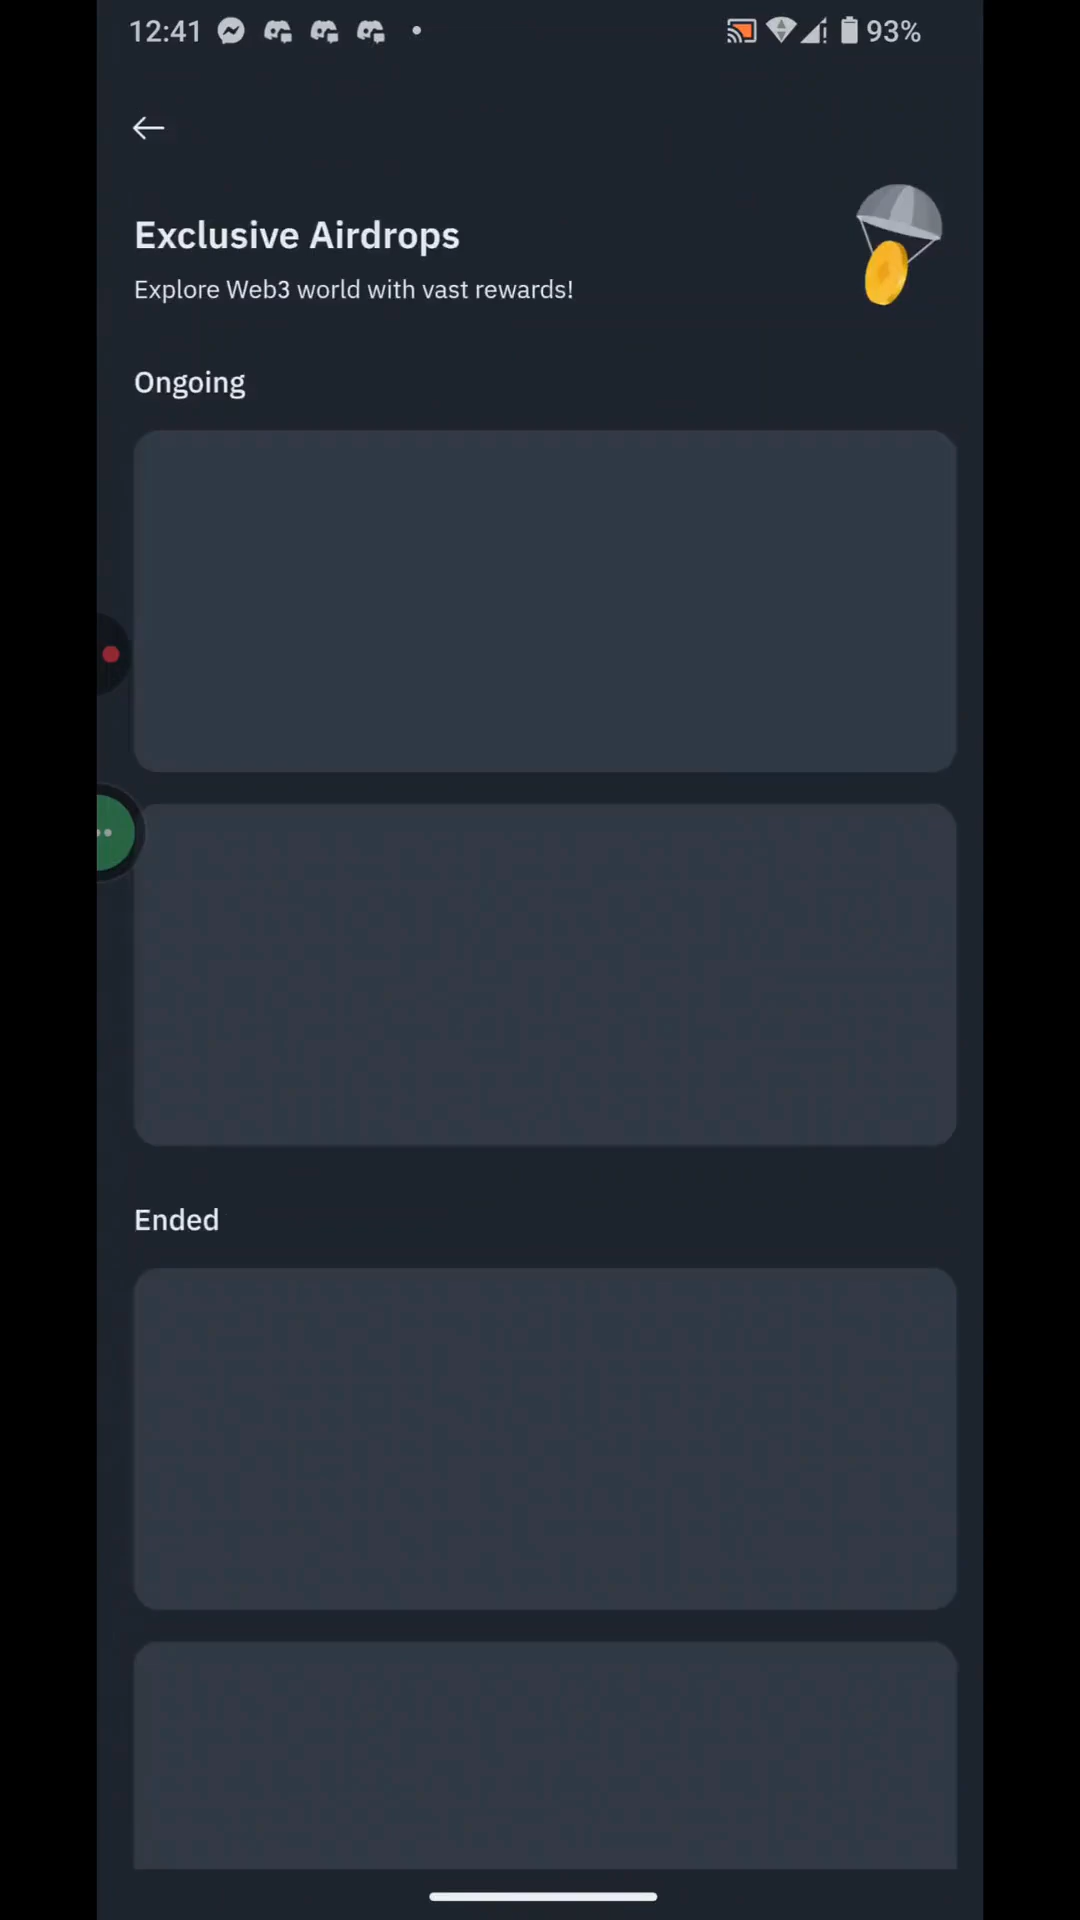 12:41 93%
Exclusive Airdrops
Explore Web3 world with vast rewards!
Ongoing
Ended